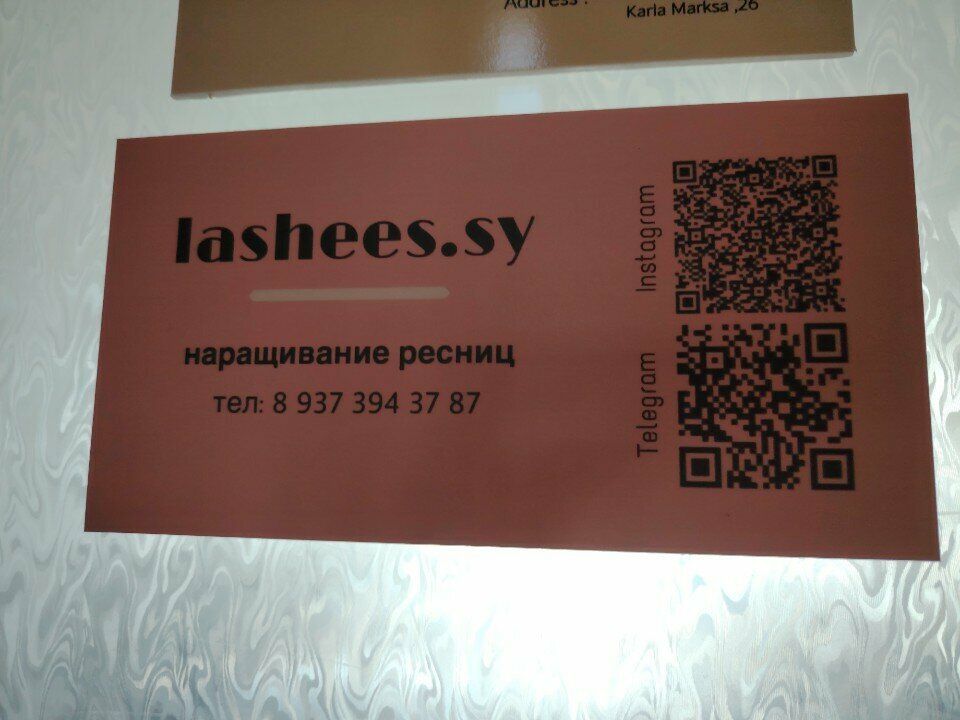 Address :
Karla Marksa ,26
lashees.sy
наращивание ресниц
тел: 8 937 394 37 87
Instagram
Telegram